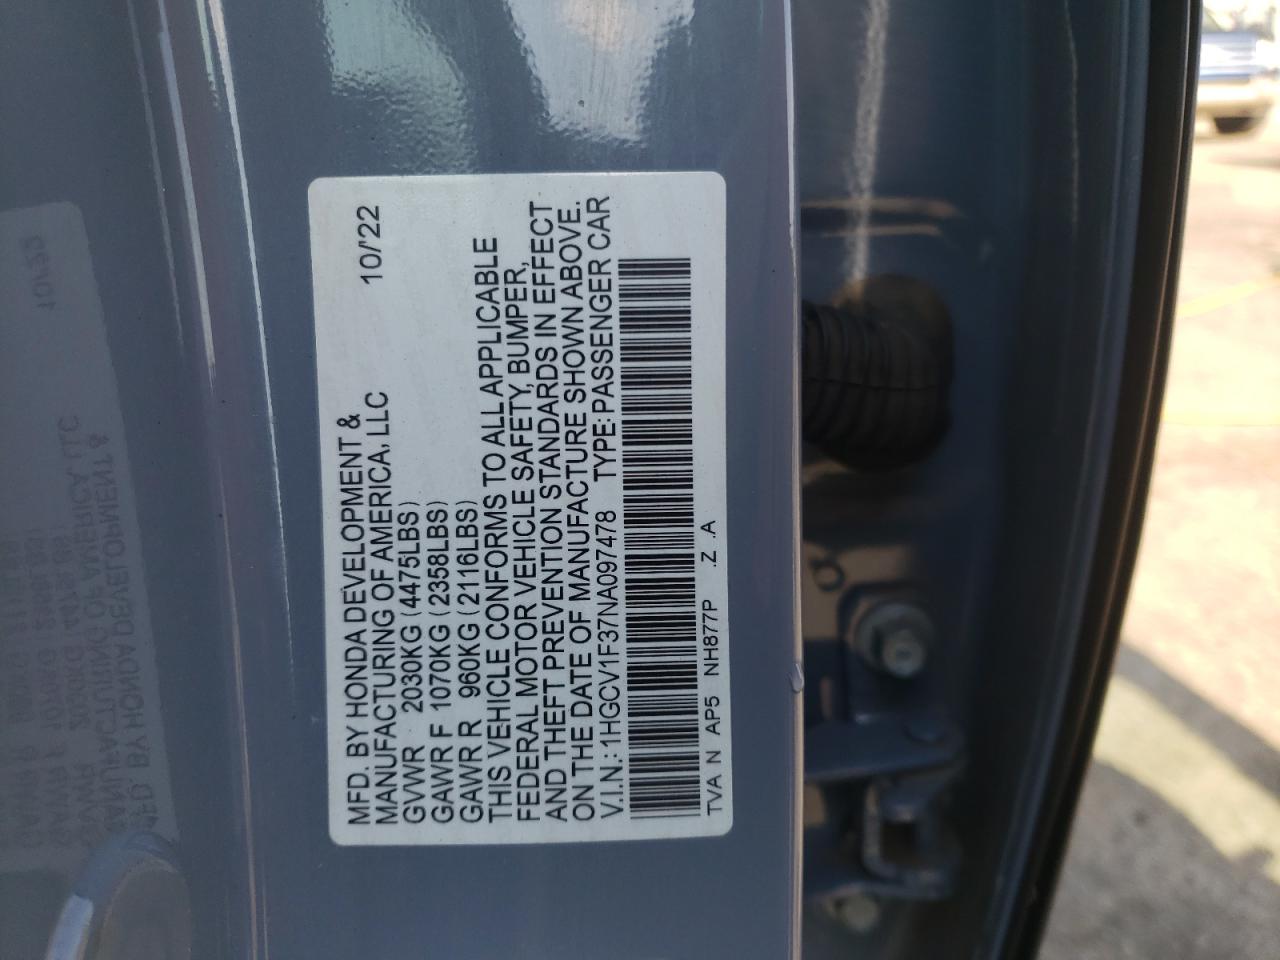 MFD. BY HONDA DEVELOPMENT &
MANUFACTURING OF AMERICA, LLC 10/'22
GVWR 2030KG (4475LBS)
GAWR F 1070KG (2358LBS)
GAWR R 960KG (2116LBS)
THIS VEHICLE CONFORMS TO ALL APPLICABLE
FEDERAL MOTOR VEHICLE SAFETY, BUMPER,
AND THEFT PREVENTION STANDARDS IN EFFECT
ON THE DATE OF MANUFACTURE SHOWN ABOVE.
V.I.N.: 1HGCV1F37NA097478 TYPE: PASSENGER CAR
TVA N AP5 NH877P .Z .A